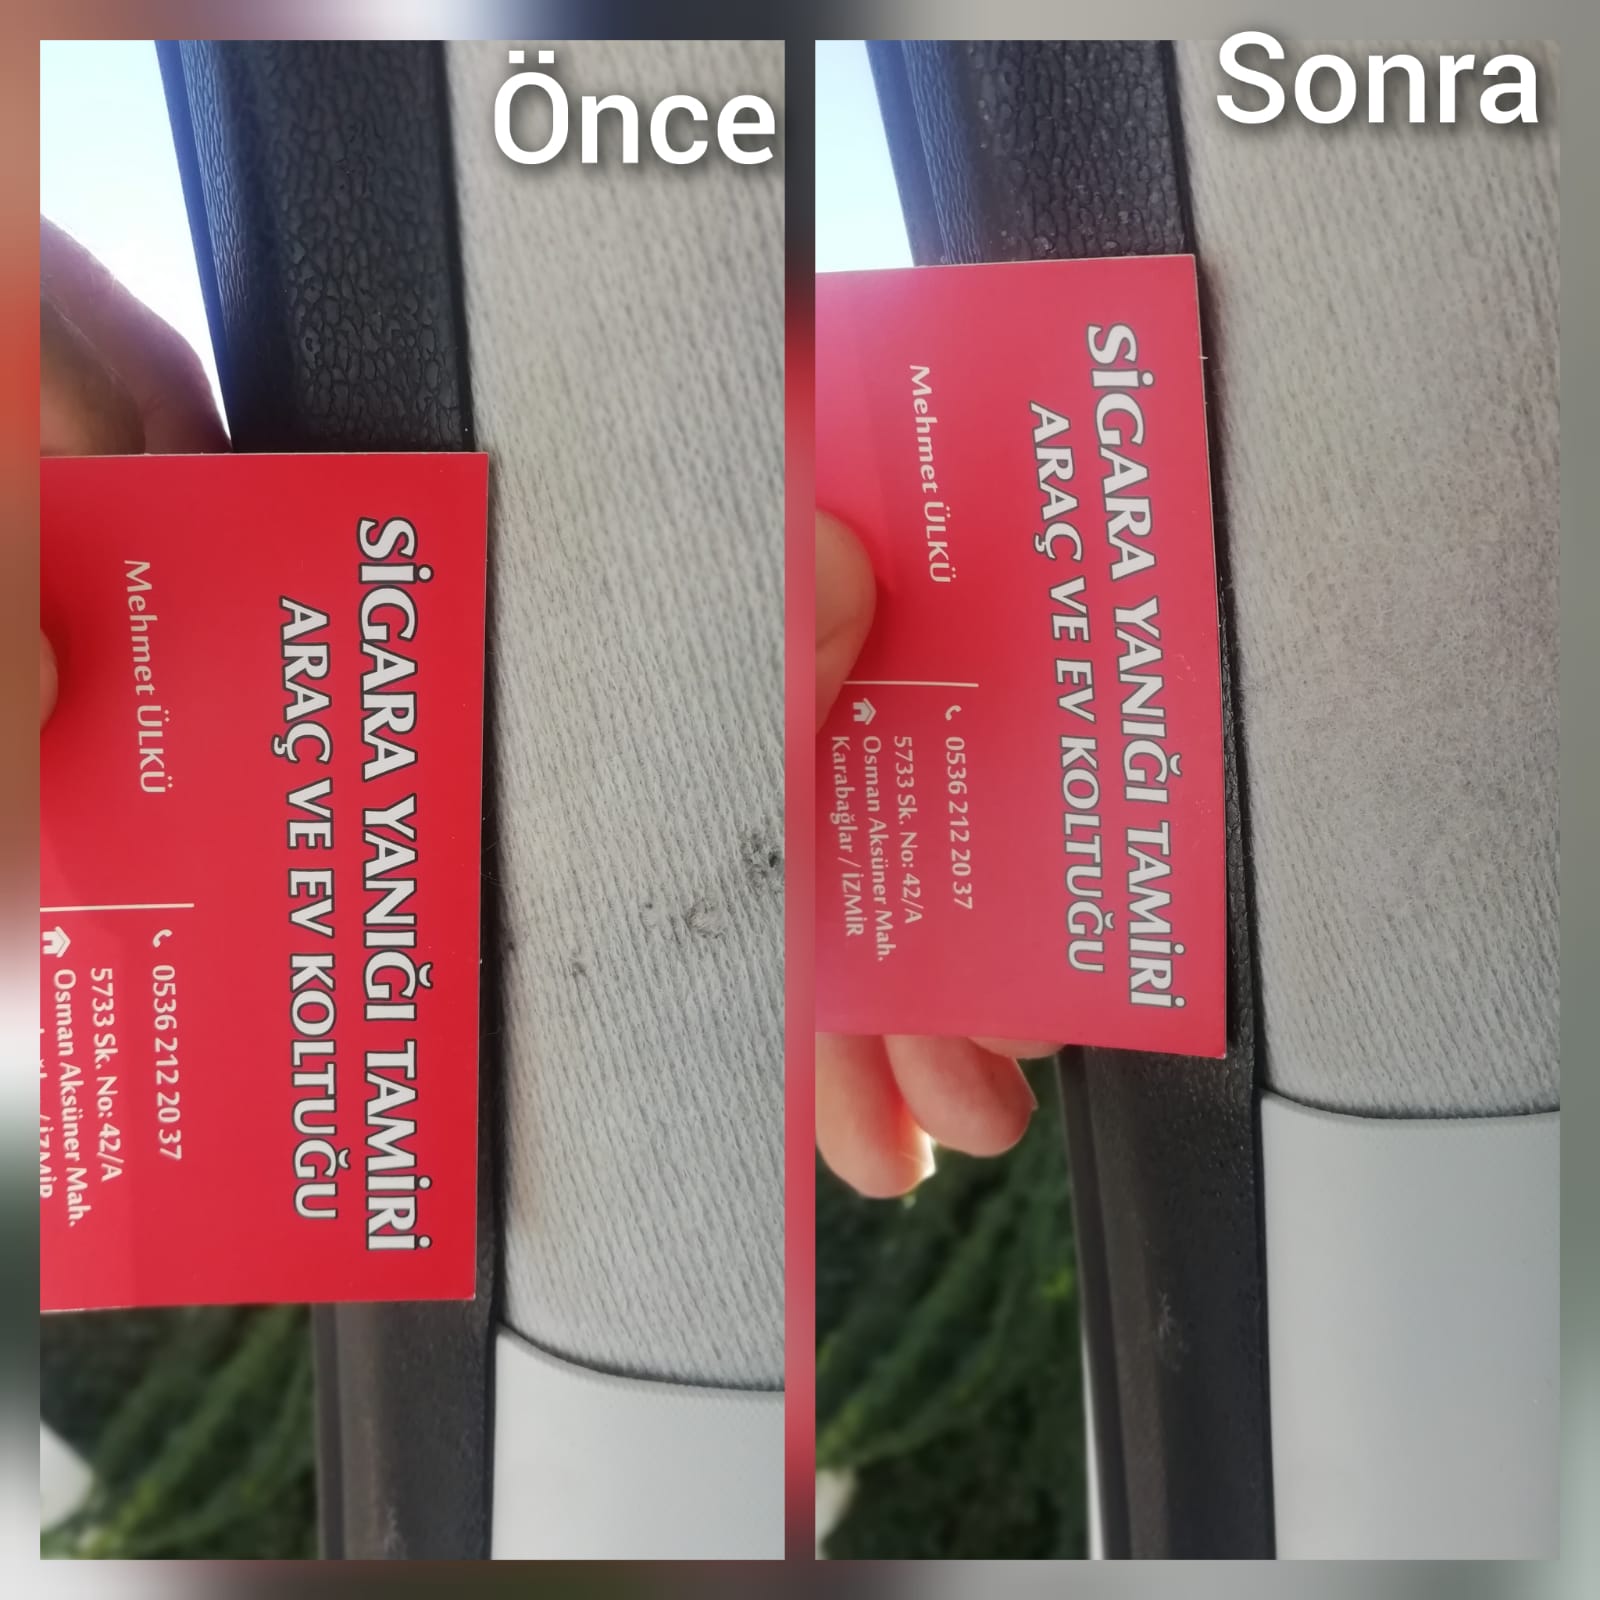 Önce
SİGARA YANIĞI TAMİRİ
ARAÇ VE EV KOLTUĞU
Mehmet ÜLKÜ
0536 212 20 37
5733 Sk. No: 42/A
Osman Aksüner Mah.
/ İZMİR
Sonra
SİGARA YANIĞI TAMİRİ
ARAÇ VE EV KOLTUĞU
Mehmet ÜLKÜ
0536 212 20 37
5733 Sk. No: 42/A
Osman Aksüner Mah.
Karabağlar / İZMİR